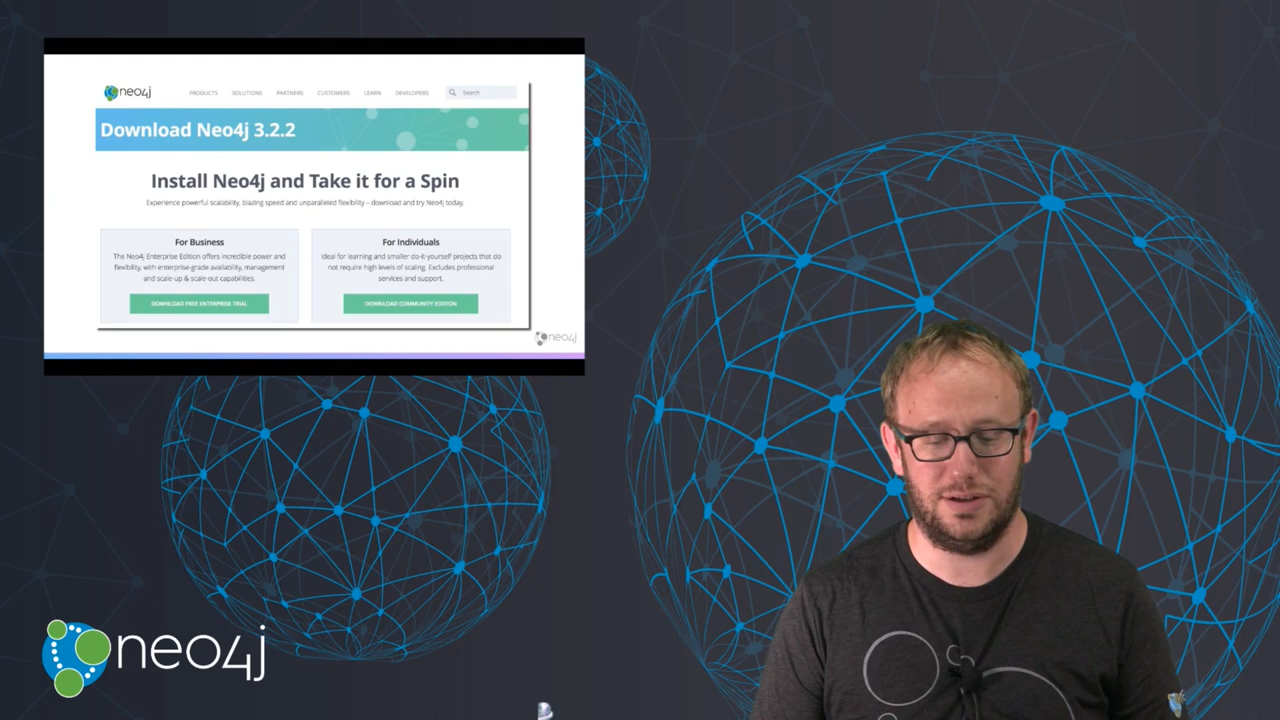 neo4j
PRODUCTS SOLUTIONS PARTNERS CUSTOMERS LEARN DEVELOPERS Search
Download Neo4j 3.2.2
Install Neo4j and Take it for a Spin
Experience powerful scalability, blazing speed and unparalleled flexibility – download and try Neo4j today.
For Business
The Neo4j Enterprise Edition offers incredible power and
flexibility, with enterprise-grade availability, management
and scale-up & scale-out capabilities.
DOWNLOAD FREE ENTERPRISE TRIAL
For Individuals
Ideal for learning and smaller do-it-yourself projects that do
not require high levels of scaling. Excludes professional
services and support.
DOWNLOAD COMMUNITY EDITION
neo4j
neo4j